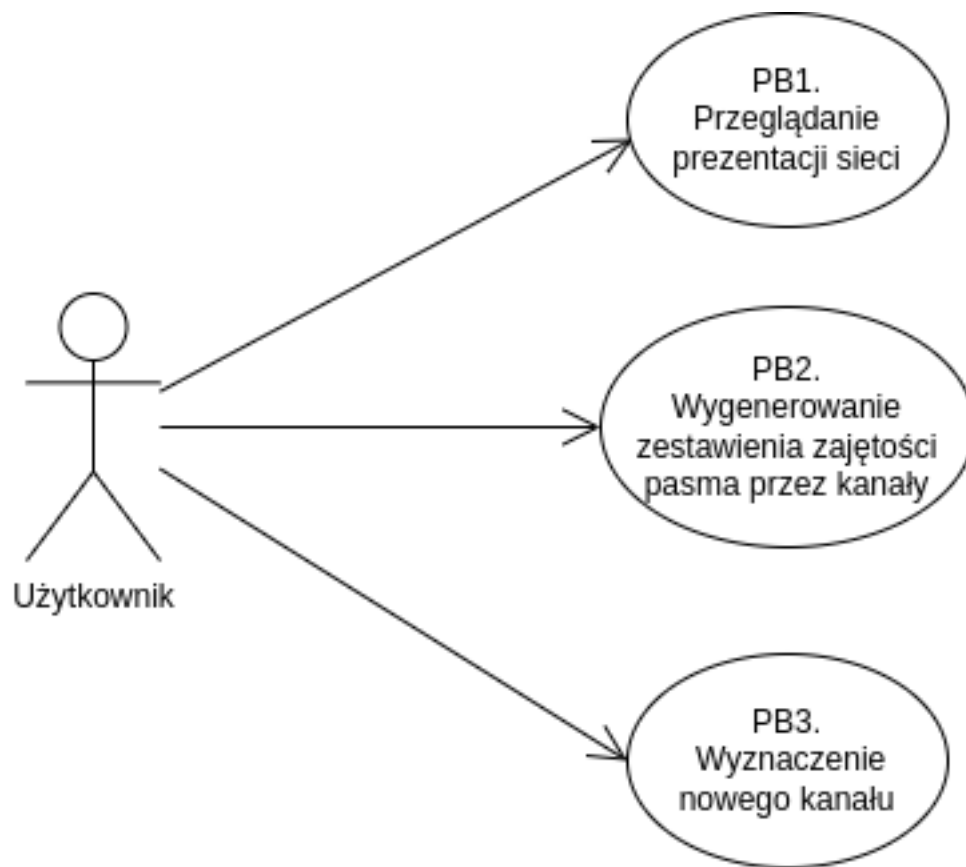 PB1.
Przeglądanie
prezentacji sieci
PB2.
Wygenerowanie
zestawienia zajętości
pasma przez kanały
Użytkownik
PB3.
Wyznaczenie
nowego kanału